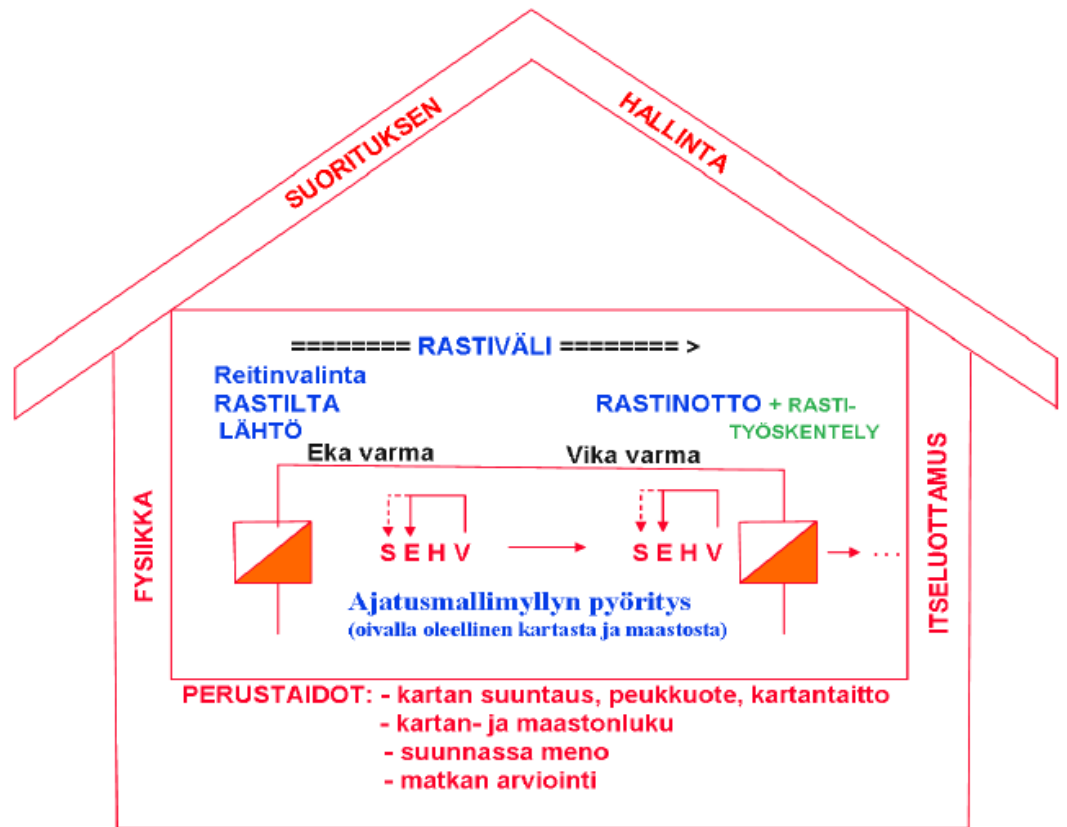 SUORITUKSEN
HALLINTA
======== RASTIVÄLI ======== >
Reitinvalinta
RASTILTA
LÄHTÖ
RASTINOTTO + RASTI-
TYÖSKENTELY
Eka varma
Vika varma
FYSIIKKA
ITSELUOTTAMUS
S E H V
S E H V
...
Ajatusmallimyllyn pyöritys
(oivalla oleellinen kartasta ja maastosta)
PERUSTAIDOT: - kartan suuntaus, peukkuote, kartantaitto
- kartan- ja maastonluku
- suunnassa meno
- matkan arviointi